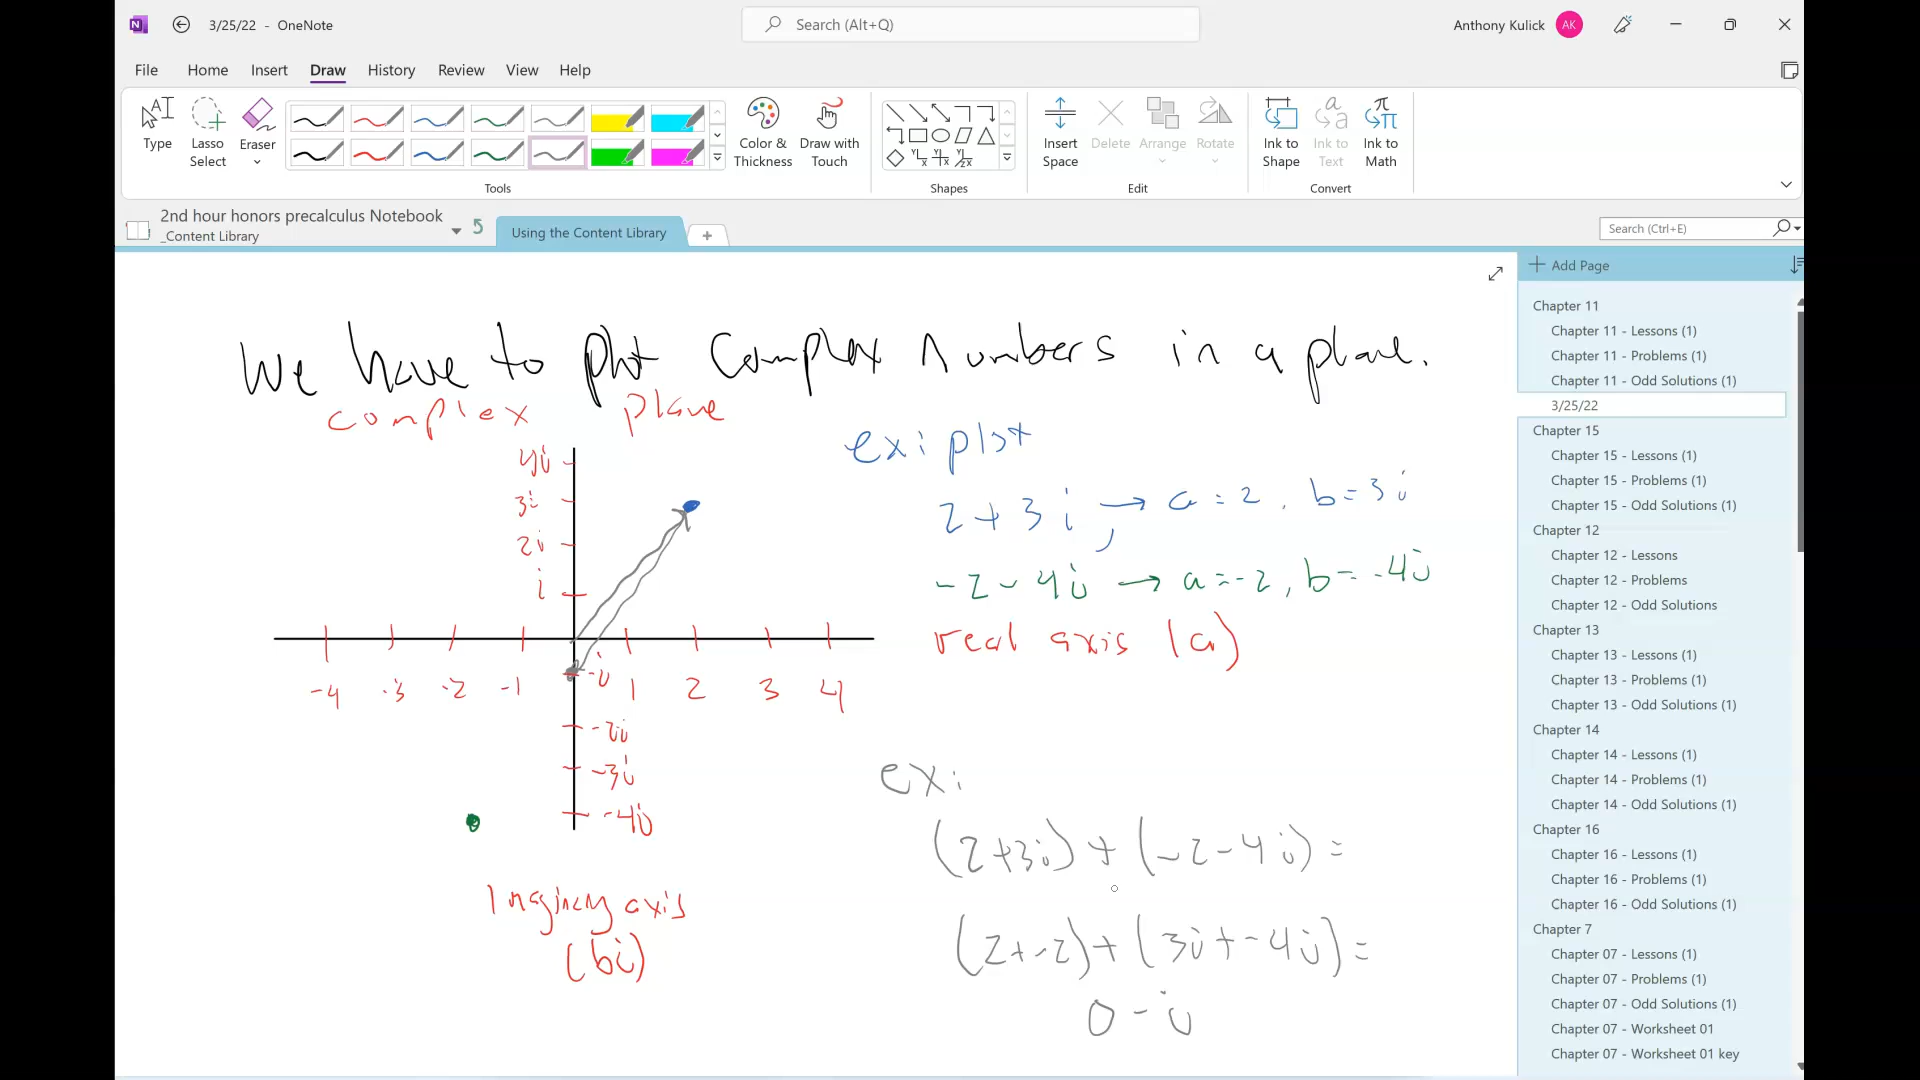 3/25/22 - OneNote
Search (Alt+Q)
Anthony Kulick AK
File Home Insert Draw History Review View Help
Type
Lasso Select
Eraser
Color & Thickness
Draw with Touch
Insert Space
Delete
Arrange
Rotate
Ink to Shape
Ink to Text
Ink to Math
Tools
Shapes
Edit
Convert
2nd hour honors precalculus Notebook
_Content Library
Using the Content Library
Search (Ctrl+E)
We have to plot Complex Numbers in a plane.
complex plane
ex: plot
2+3i, → a=2, b=3i
-2-4i → a=-2, b=-4i
real axis (a)
4i
3i
2i
i
-4 -3 -2 -1 -i 1 2 3 4
-2i
-3i
-4i
Imaginary axis
(bi)
ex:
(2+3i)+(-2-4i)=
(2+-2)+(3i+-4i)=
0-i
Add Page
Chapter 11
Chapter 11 - Lessons (1)
Chapter 11 - Problems (1)
Chapter 11 - Odd Solutions (1)
3/25/22
Chapter 15
Chapter 15 - Lessons (1)
Chapter 15 - Problems (1)
Chapter 15 - Odd Solutions (1)
Chapter 12
Chapter 12 - Lessons
Chapter 12 - Problems
Chapter 12 - Odd Solutions
Chapter 13
Chapter 13 - Lessons (1)
Chapter 13 - Problems (1)
Chapter 13 - Odd Solutions (1)
Chapter 14
Chapter 14 - Lessons (1)
Chapter 14 - Problems (1)
Chapter 14 - Odd Solutions (1)
Chapter 16
Chapter 16 - Lessons (1)
Chapter 16 - Problems (1)
Chapter 16 - Odd Solutions (1)
Chapter 7
Chapter 07 - Lessons (1)
Chapter 07 - Problems (1)
Chapter 07 - Odd Solutions (1)
Chapter 07 - Worksheet 01
Chapter 07 - Worksheet 01 key